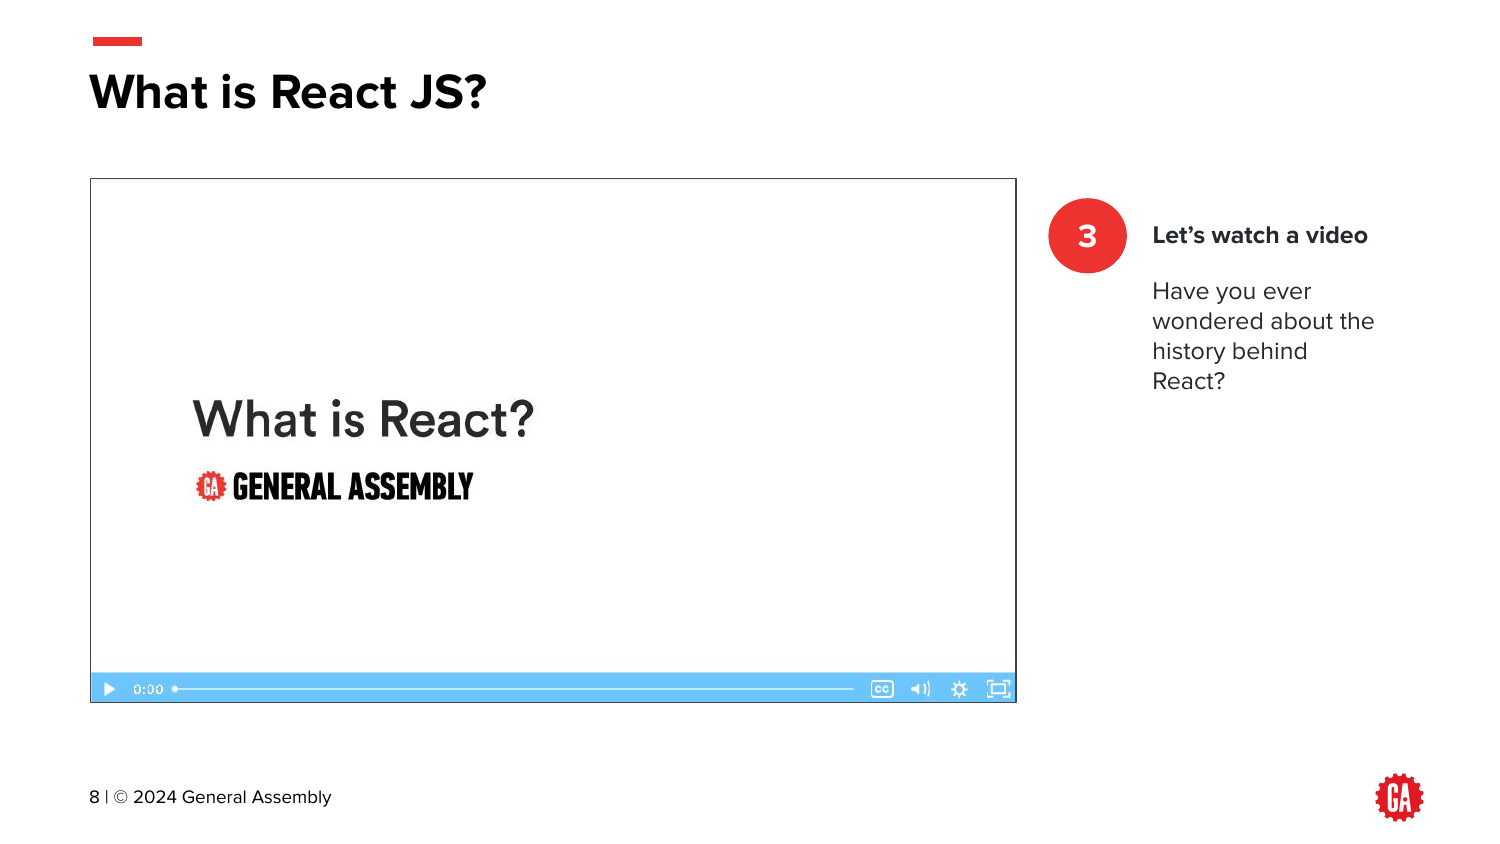 What is React JS?
What is React?
GA GENERAL ASSEMBLY
0:00
CC
3
Let’s watch a video
Have you ever
wondered about the
history behind
React?
8 | © 2024 General Assembly
GA